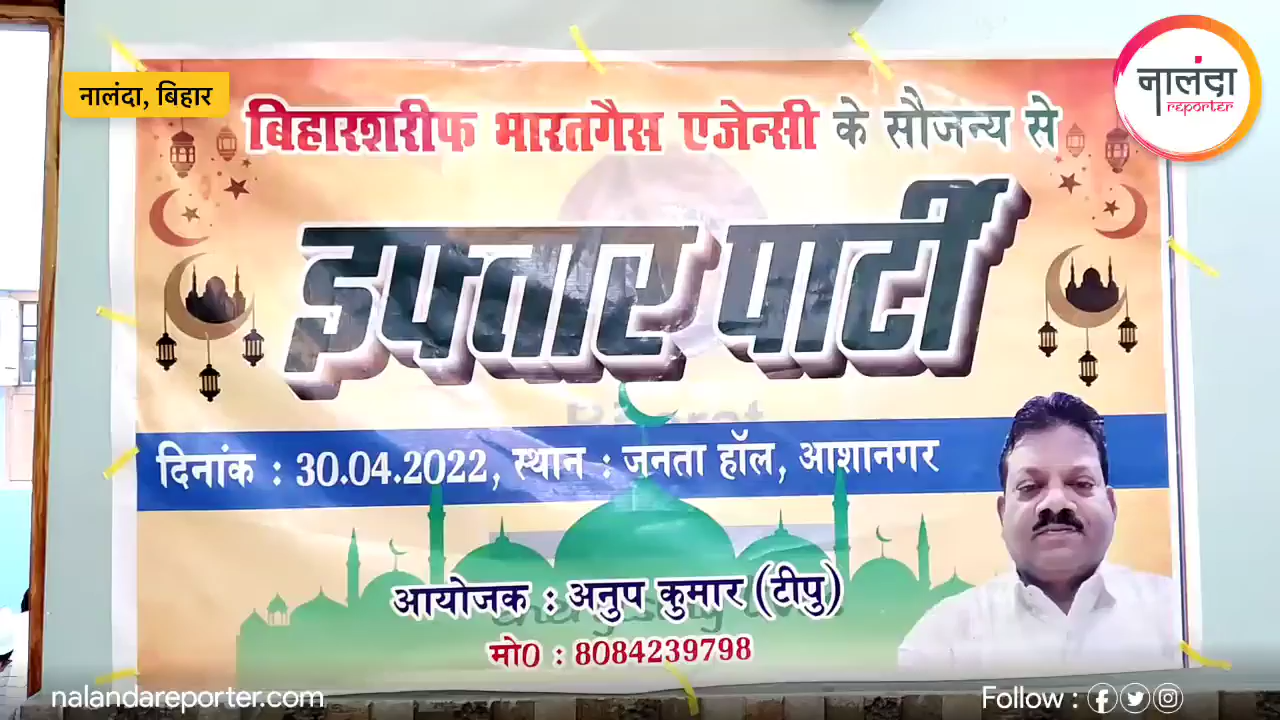 नालंदा, बिहार
नालंदा
reporter
बिहारशरीफ भारतगैस एजेन्सी के सौजन्य से
इफ्तार पार्टी
दिनांक : 30.04.2022, स्थान : जनता हॉल, आशानगर
आयोजक : अनुप कुमार (टीपु)
मो0 : 8084239798
nalandareporter.com
Follow :